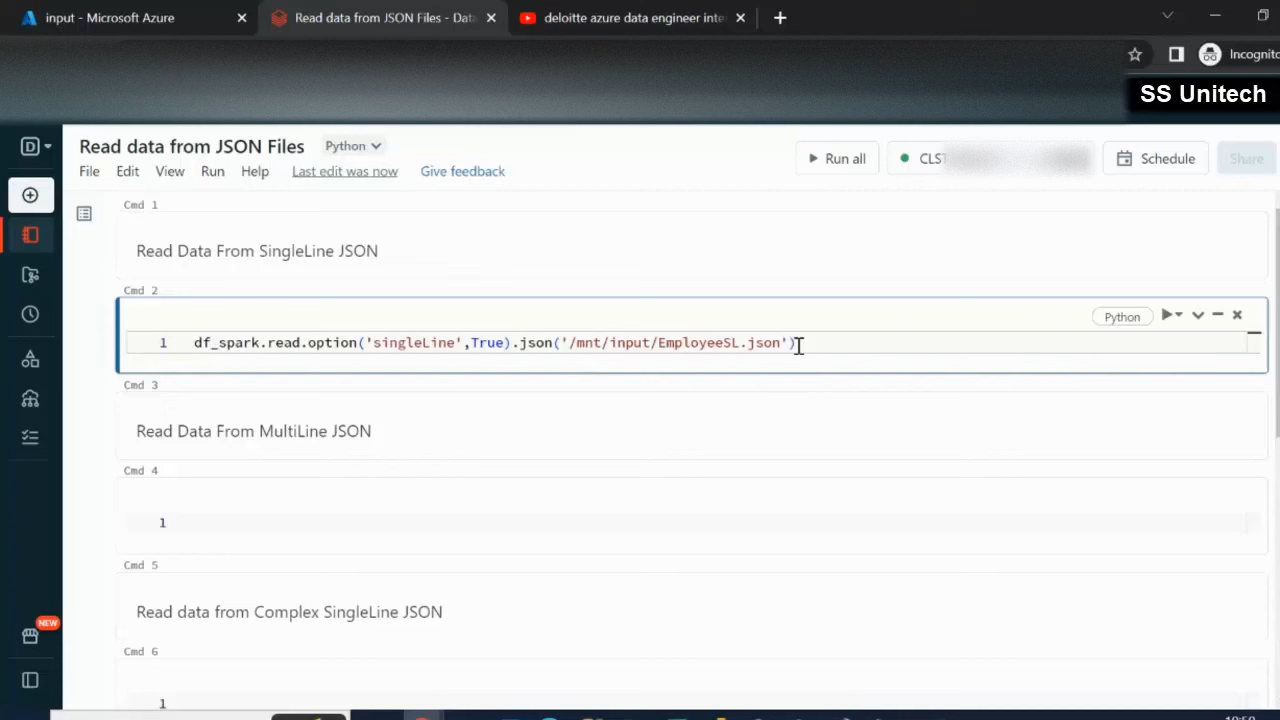 input - Microsoft Azure
Read data from JSON Files - Data
deloitte azure data engineer inte
Incognito
SS Unitech
D
Read data from JSON Files
Python
Run all
CLST
Schedule
Share
File
Edit
View
Run
Help
Last edit was now
Give feedback
Cmd 1
Read Data From SingleLine JSON
Cmd 2
Python
1 df_spark.read.option('singleLine',True).json('/mnt/input/EmployeeSL.json')
Cmd 3
Read Data From MultiLine JSON
Cmd 4
1
Cmd 5
Read data from Complex SingleLine JSON
NEW
Cmd 6
1